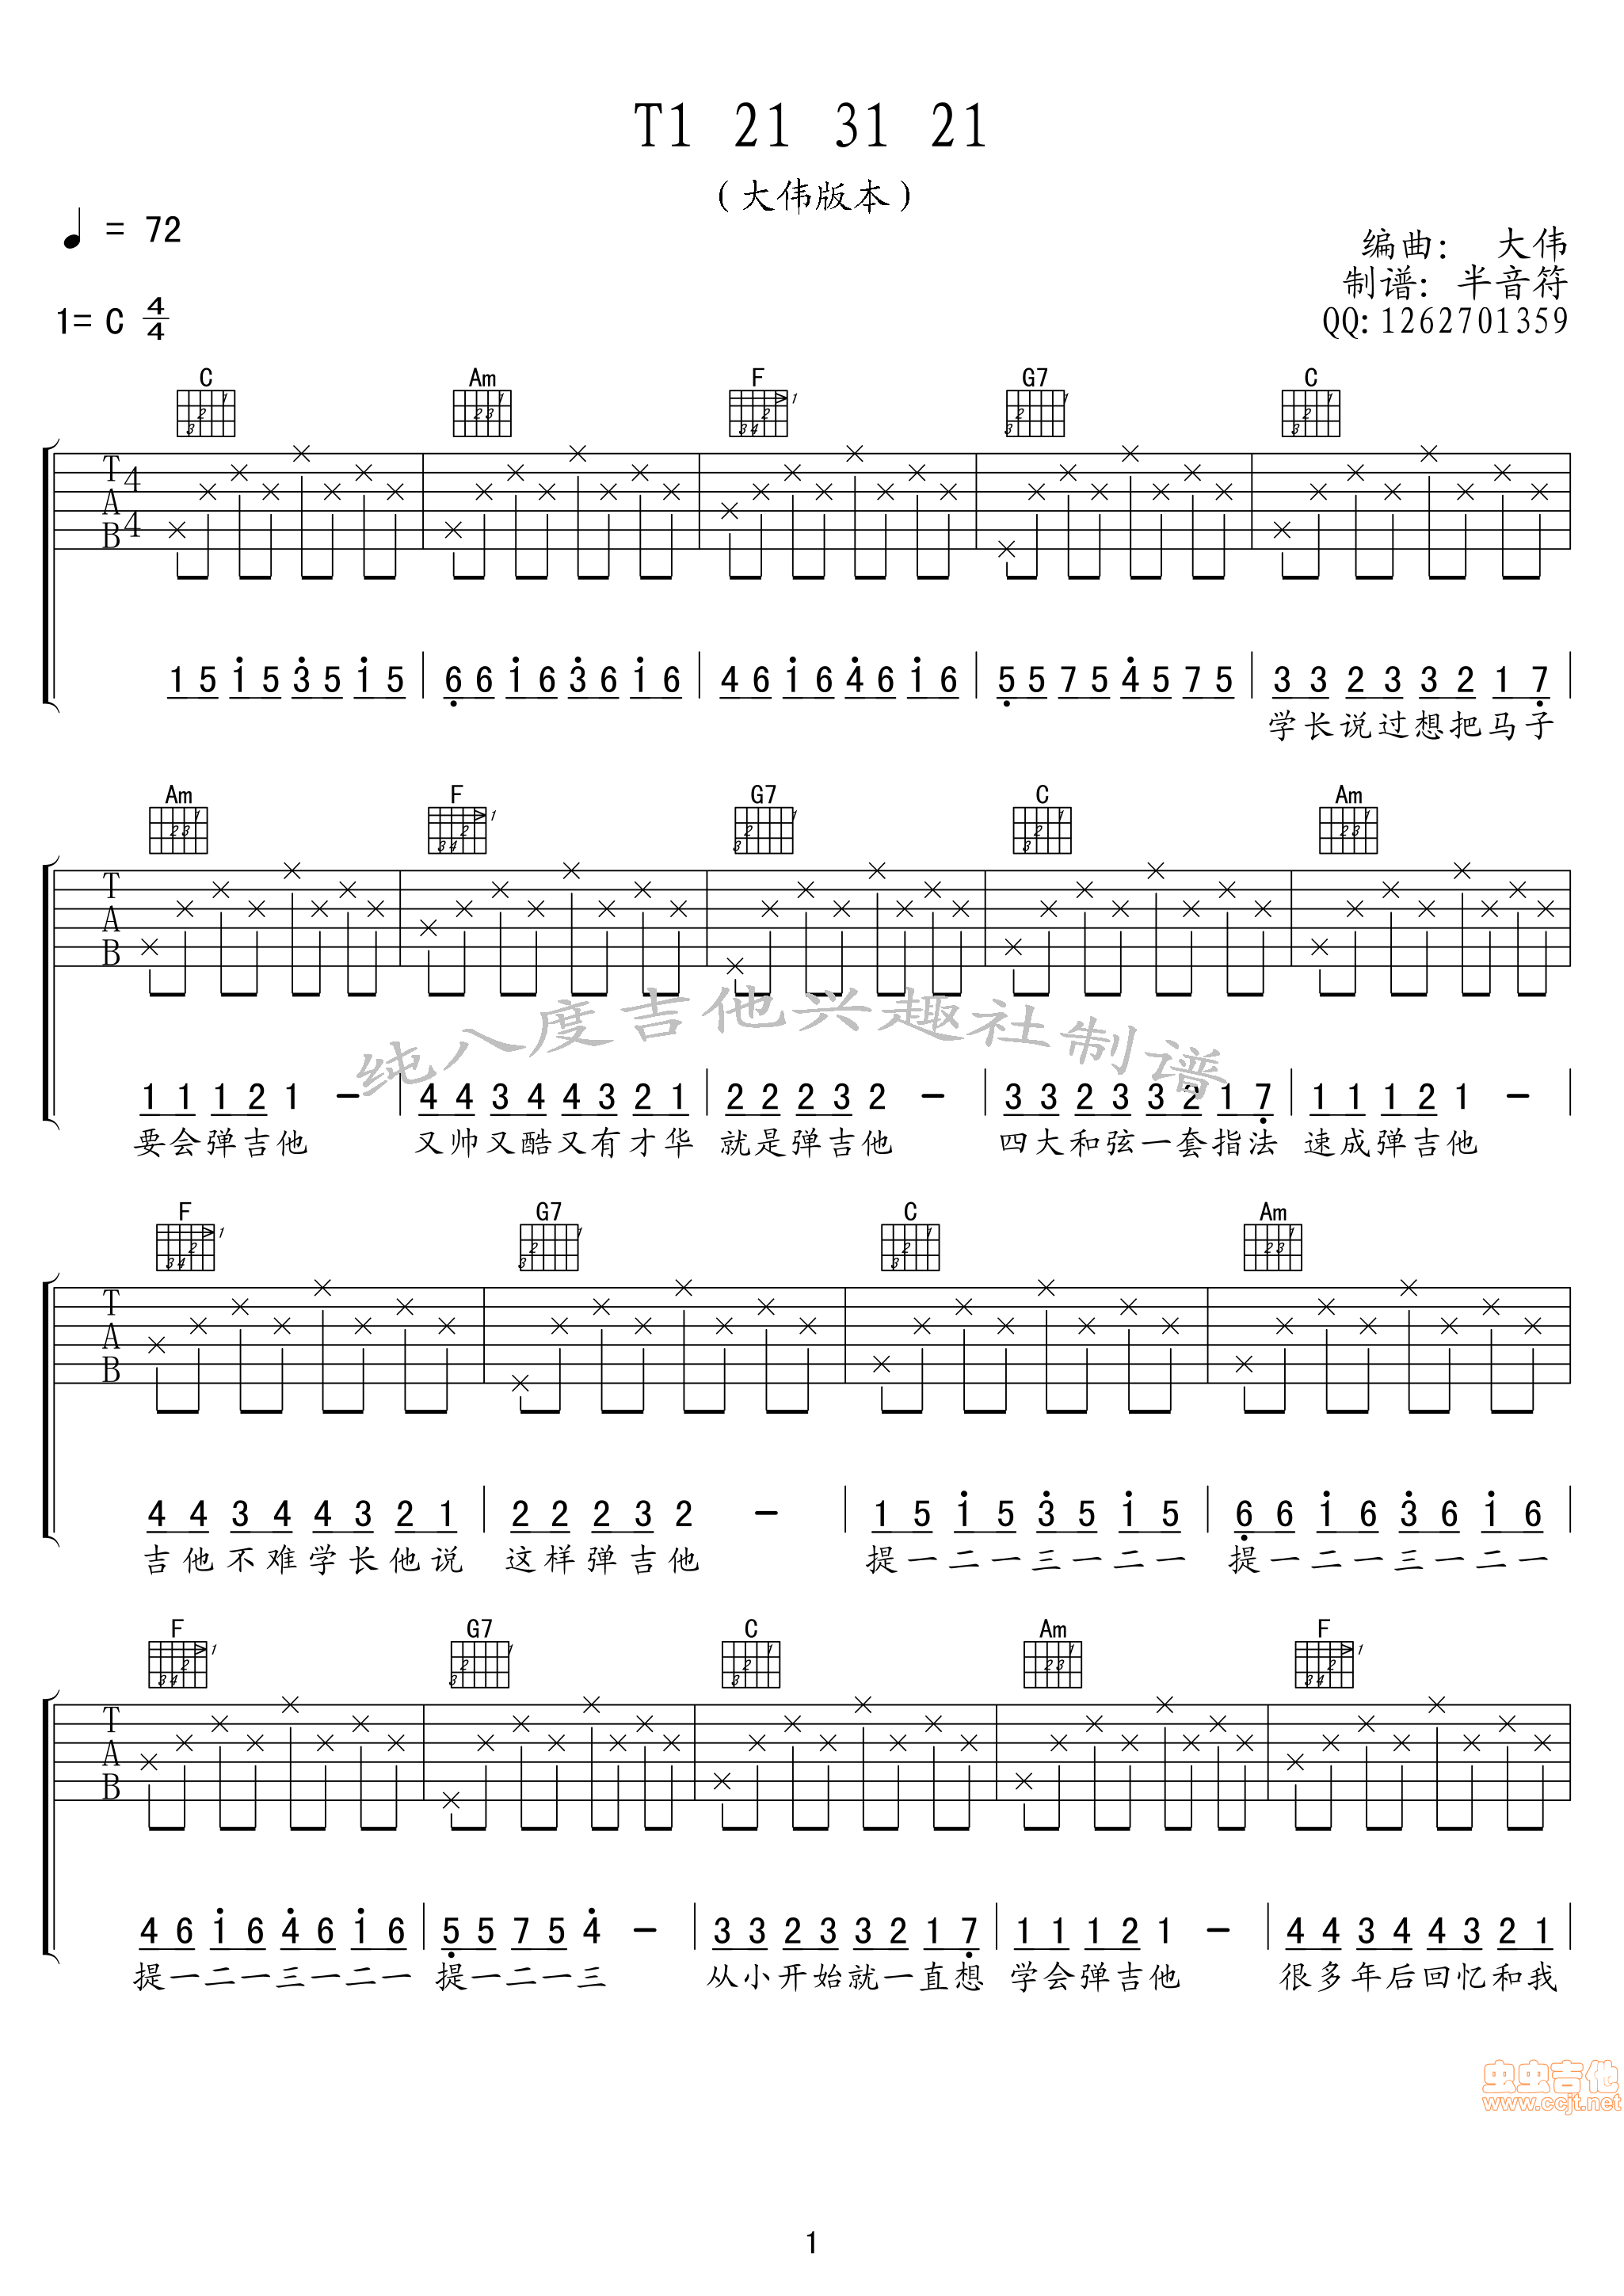 T1 21 31 21
(大伟版本)
= 72
编曲： 大伟
制谱：半音符
1= C 4/4
QQ:1262701359
C Am F G7 C
T A B 4 4
1 5 1 5 3 5 1 5 | 6 6 1 6 3 6 1 6 | 4 6 1 6 4 6 1 6 | 5 5 7 5 4 5 7 5 | 3 3 2 3 3 2 1 7
学长说过想把马子
Am F G7 C Am
T A B
纯八度吉他兴趣社制谱
1 1 1 2 1 - | 4 4 3 4 4 3 2 1 | 2 2 2 3 2 - | 3 3 2 3 3 2 1 7 | 1 1 1 2 1 -
要会弹吉他 又帅又酷又有才华 就是弹吉他 四大和弦一套指法 速成弹吉他
F G7 C Am
T A B
4 4 3 4 4 3 2 1 | 2 2 2 3 2 - | 1 5 1 5 3 5 1 5 | 6 6 1 6 3 6 1 6
吉他不难学长他说 这样弹吉他 提一二一三一二一 提一二一三一二一
F G7 C Am F
T A B
4 6 1 6 4 6 1 6 | 5 5 7 5 4 - | 3 3 2 3 3 2 1 7 | 1 1 1 2 1 - | 4 4 3 4 4 3 2 1
提一二一三一二一 提一二一三 从小开始就一直想 学会弹吉他 很多年后回忆和我
虫虫吉他
www.ccjt.net
1